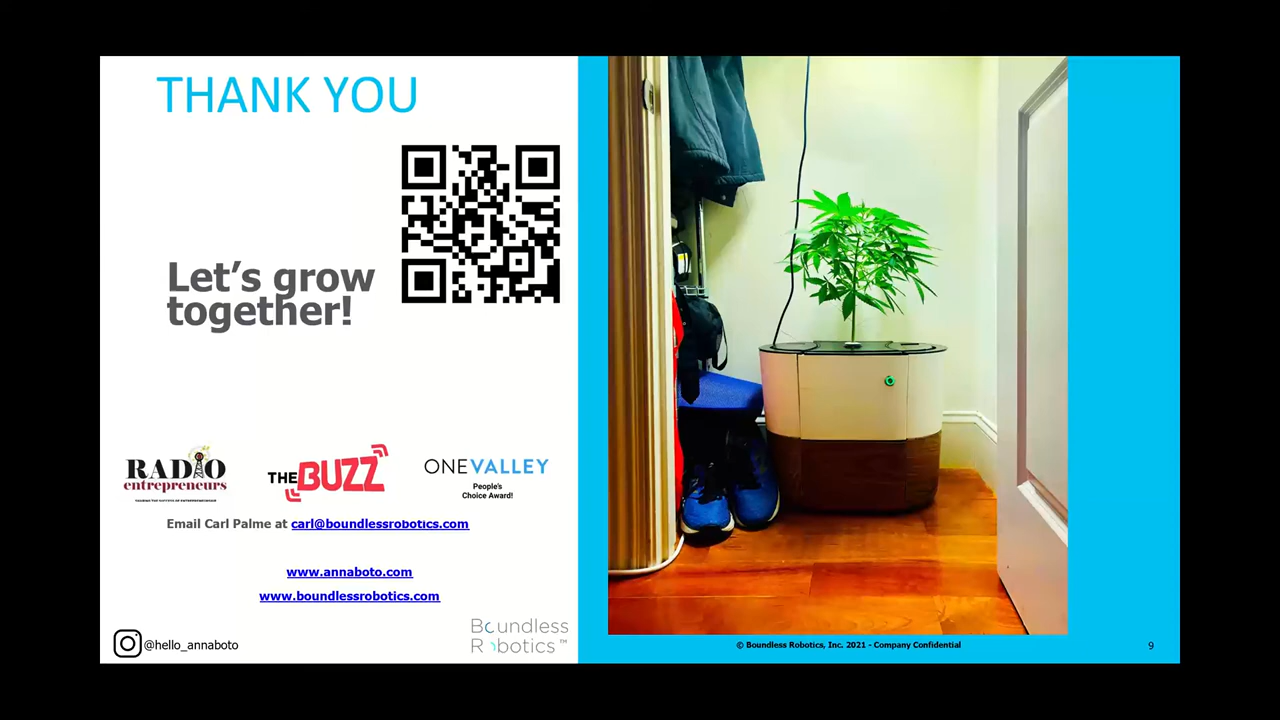 THANK YOU
Let's grow
together!
RADIO
entrepreneurs
THE BUZZ
ONEVALLEY
People's
Choice Award!
Email Carl Palme at carl@boundlessrobotics.com
www.annaboto.com
www.boundlessrobotics.com
@hello_annaboto
Boundless
Robotics™
© Boundless Robotics, Inc. 2021 - Company Confidential
9